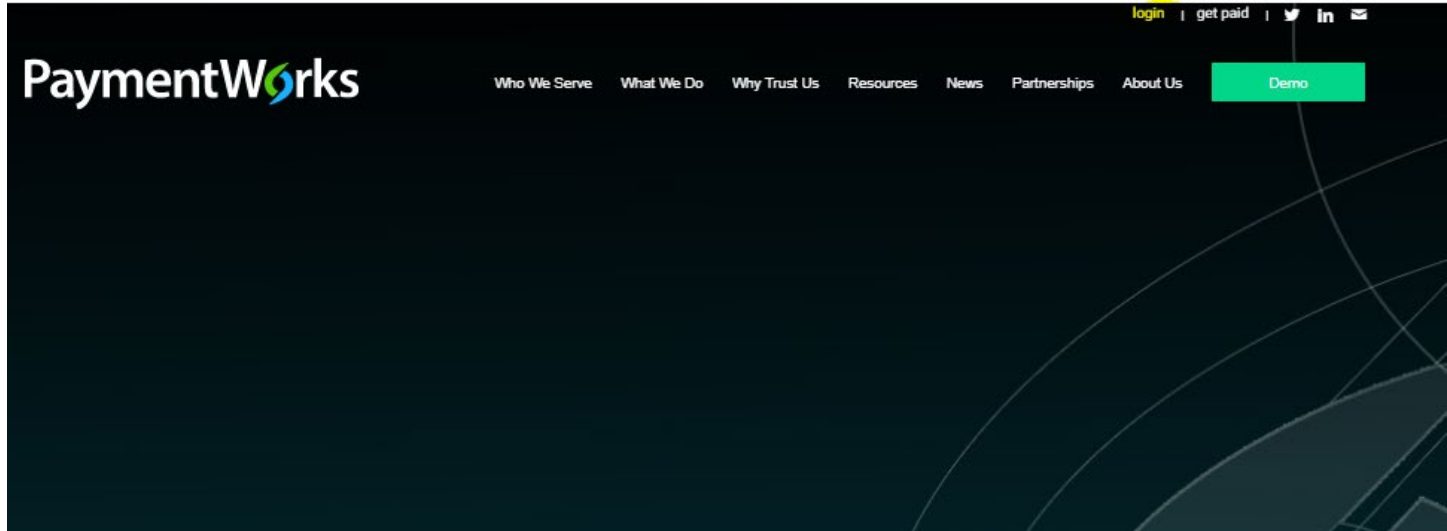 login | get paid |
PaymentWorks
Who We Serve What We Do Why Trust Us Resources News Partnerships About Us Demo